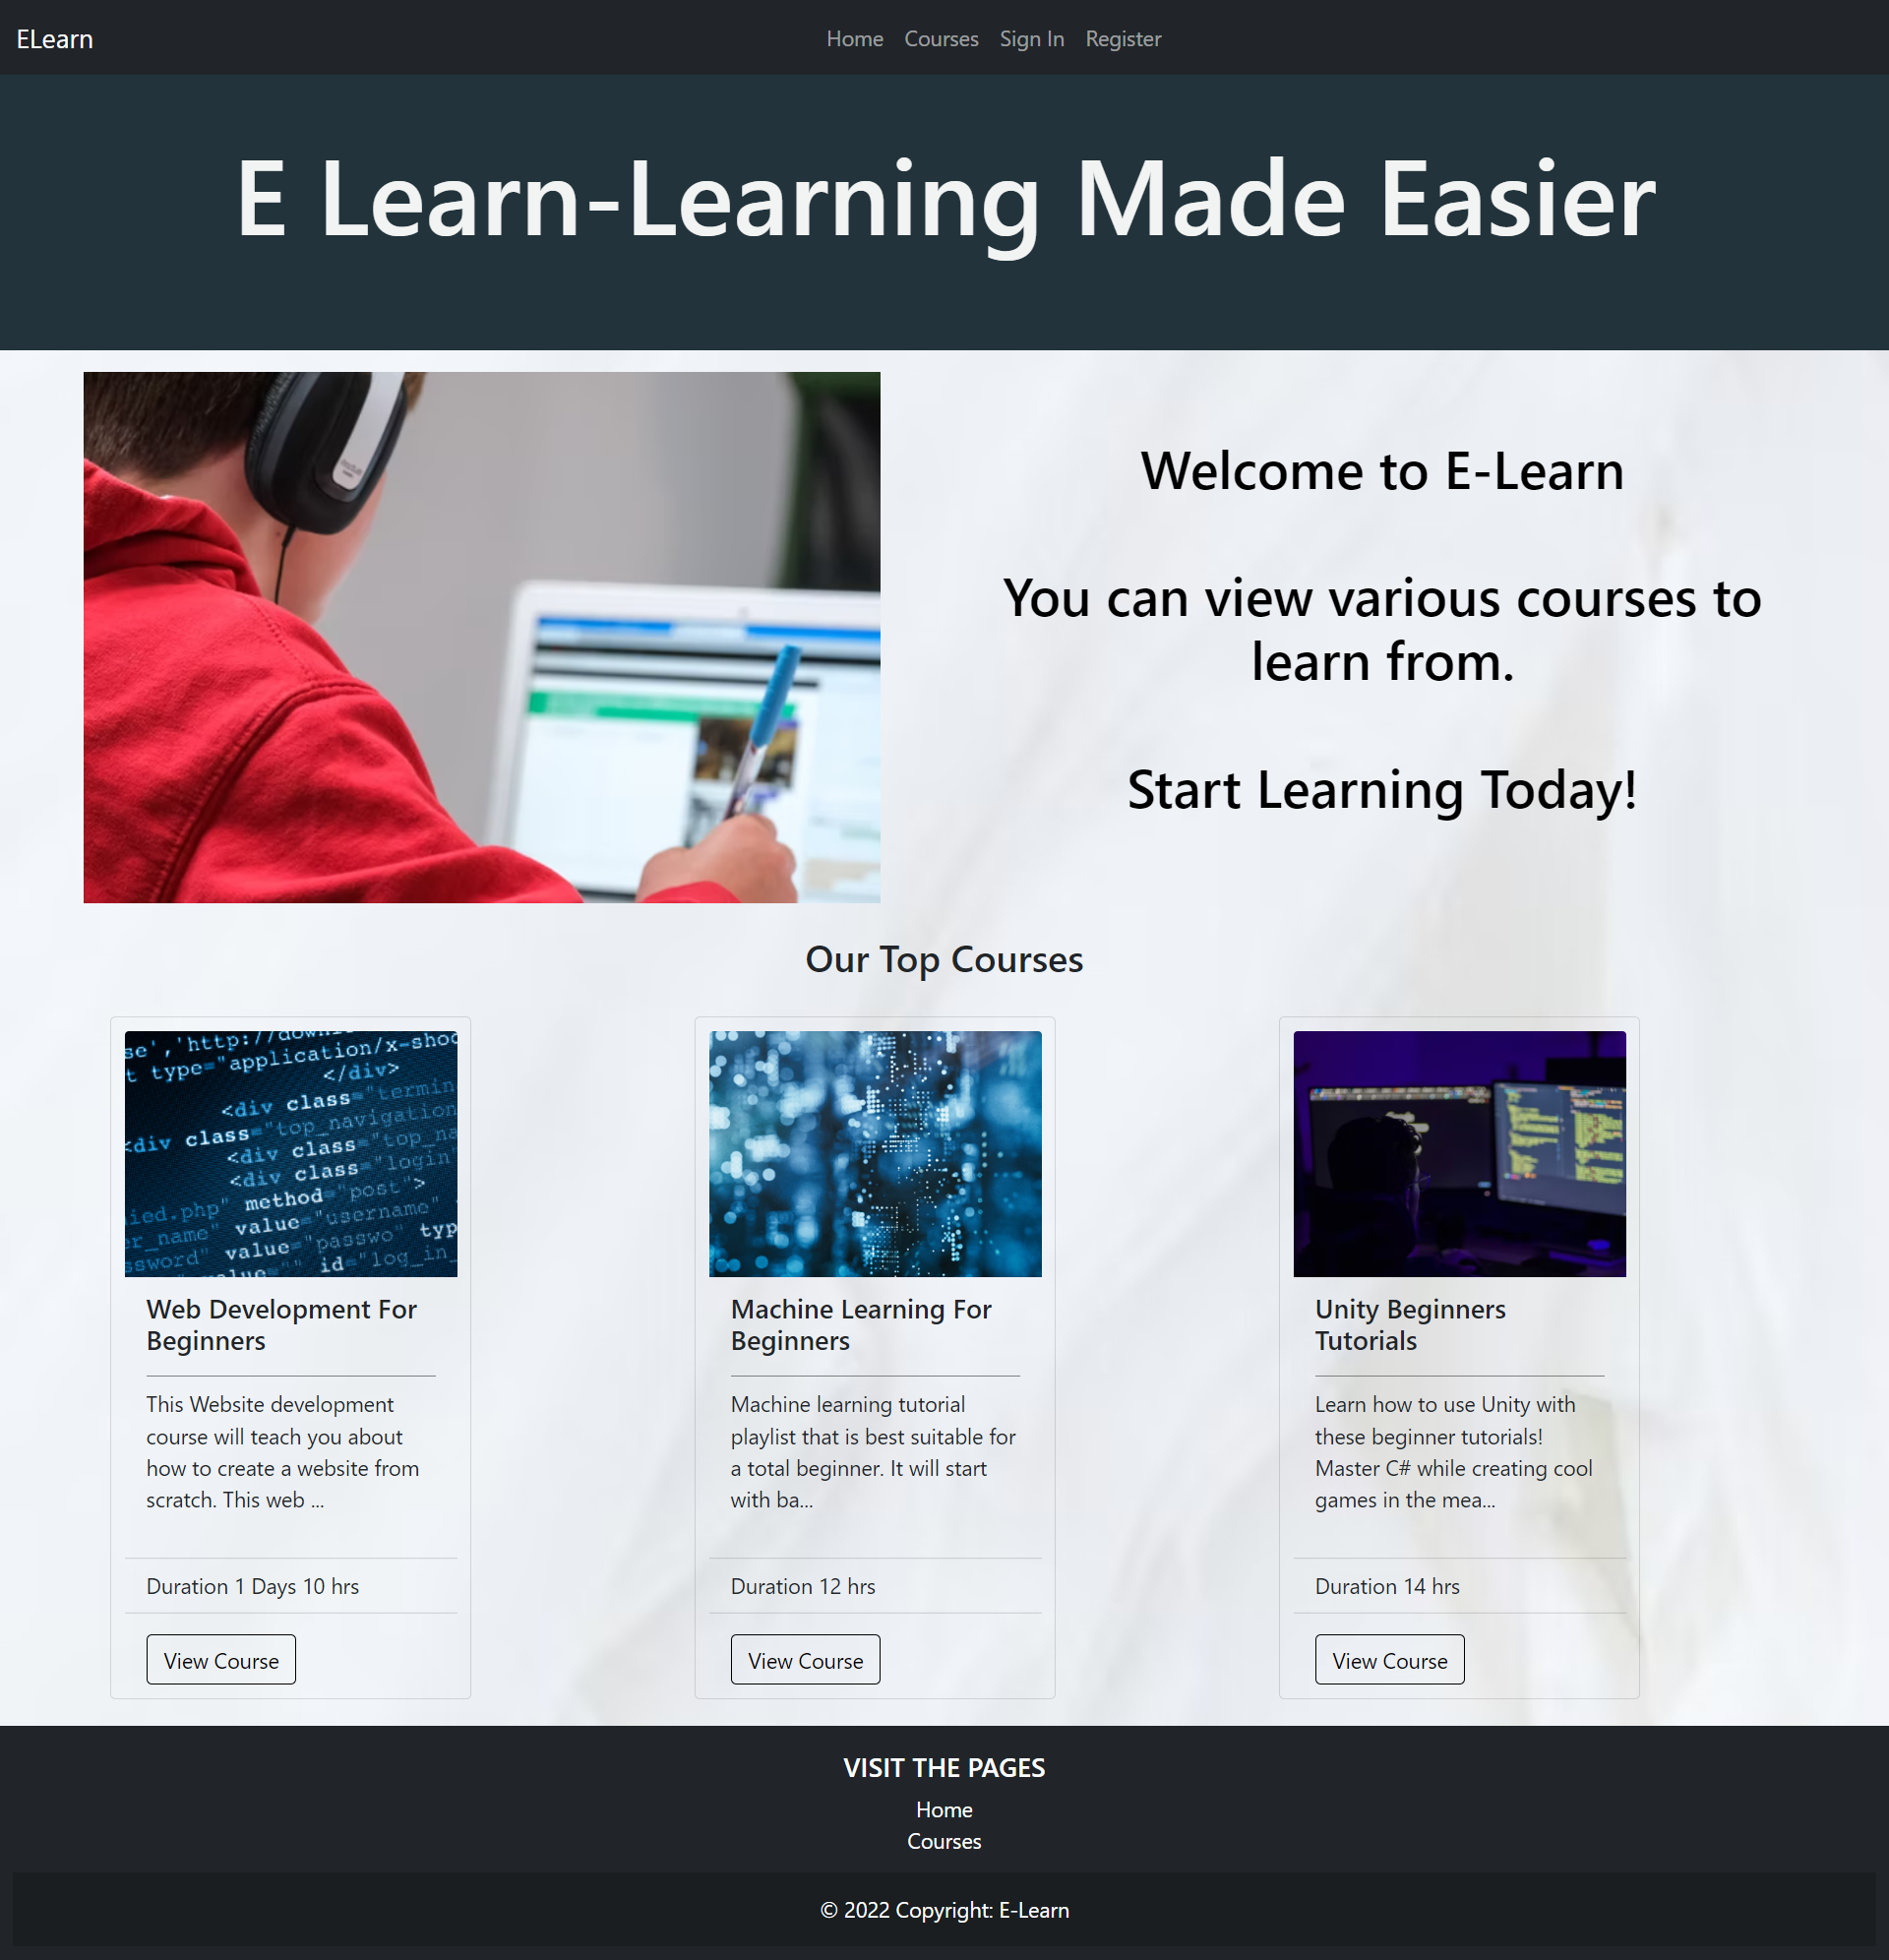 ELearn
Home Courses Sign In Register
E Learn-Learning Made Easier
Welcome to E-Learn
You can view various courses to
learn from.
Start Learning Today!
Our Top Courses
t type="application/x-shoc
</div>
<div class="termin
<div class="top_navigation
<div class="top_na
<div class="login"
ied.php" method="post">
er_name" value="username"
ssword" value="passwo typ
id="log_in_
Web Development For
Beginners
This Website development
course will teach you about
how to create a website from
scratch. This web ...
Duration 1 Days 10 hrs
View Course
Machine Learning For
Beginners
Machine learning tutorial
playlist that is best suitable for
a total beginner. It will start
with ba...
Duration 12 hrs
View Course
Unity Beginners
Tutorials
Learn how to use Unity with
these beginner tutorials!
Master C# while creating cool
games in the mea...
Duration 14 hrs
View Course
VISIT THE PAGES
Home
Courses
© 2022 Copyright: E-Learn